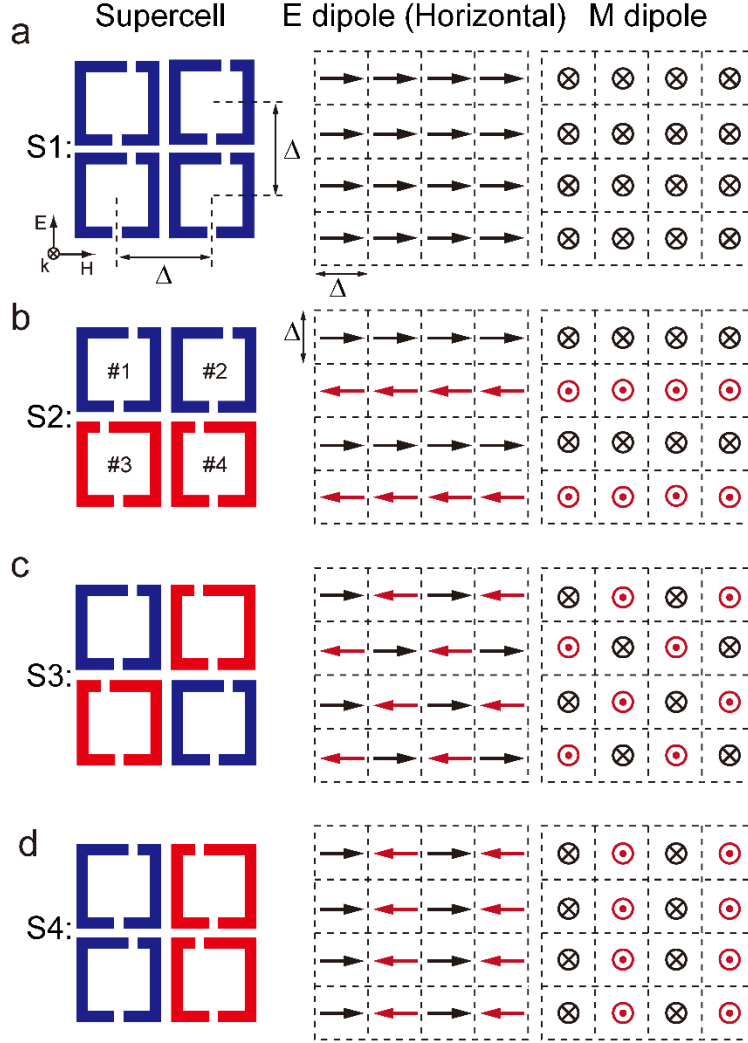 Supercell E dipole (Horizontal) M dipole
a
S1:
Δ
E
k
H
Δ
Δ
b
#1 #2
Δ
S2:
#3 #4
c
S3:
d
S4: